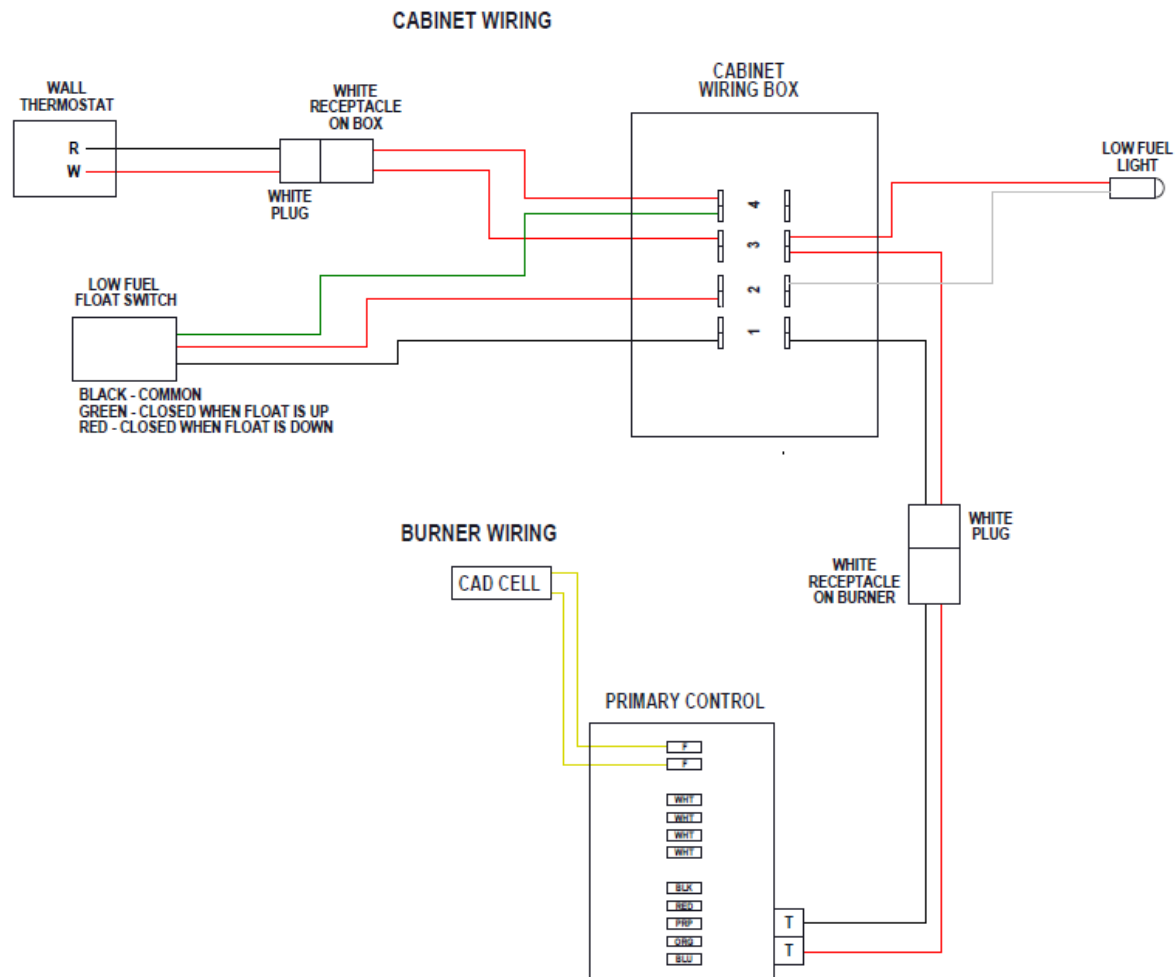 CABINET WIRING
WALL
THERMOSTAT
R
W
WHITE
RECEPTACLE
ON BOX
WHITE
PLUG
CABINET
WIRING BOX
4
3
2
1
LOW FUEL
LIGHT
LOW FUEL
FLOAT SWITCH
BLACK - COMMON
GREEN - CLOSED WHEN FLOAT IS UP
RED - CLOSED WHEN FLOAT IS DOWN
WHITE
PLUG
WHITE
RECEPTACLE
ON BURNER
BURNER WIRING
CAD CELL
PRIMARY CONTROL
F
F
WHT
WHT
WHT
WHT
BLK
RED
PRP
ORG
BLU
T
T